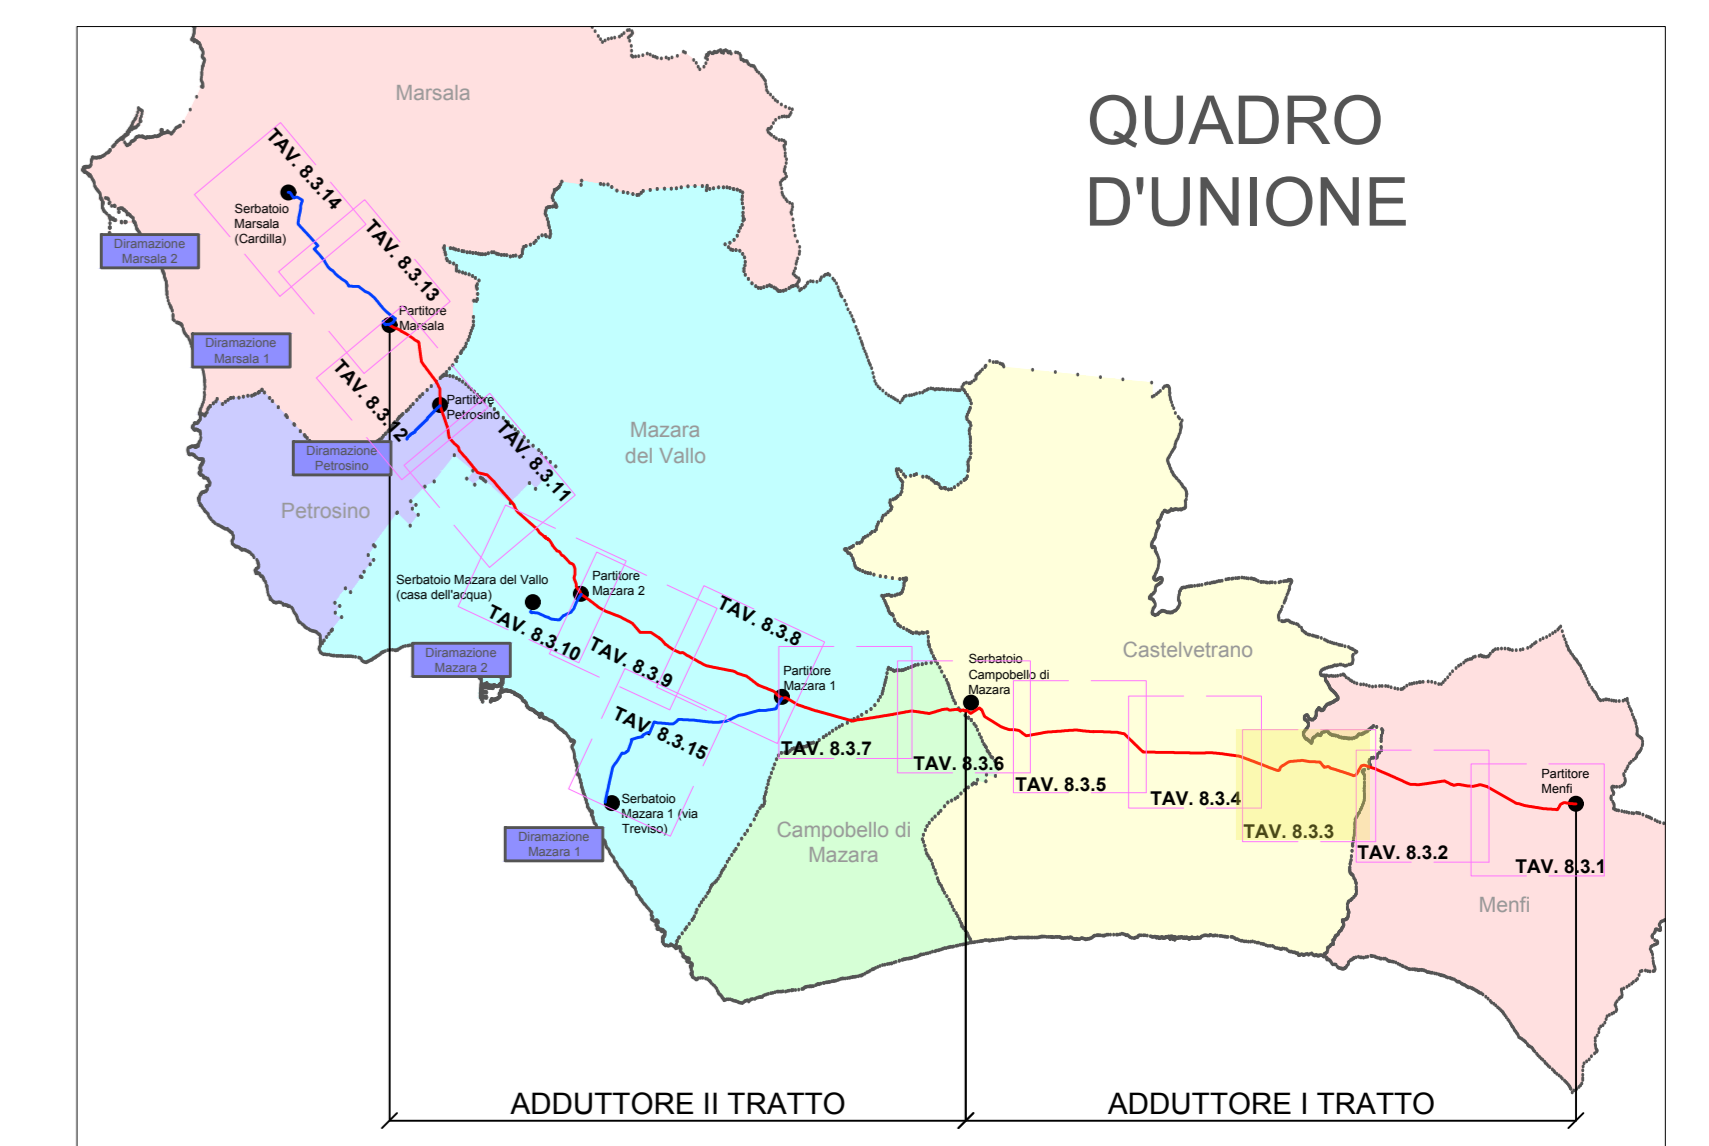 QUADRO
D'UNIONE
Marsala
TAV. 8.3.14
Serbatoio
Marsala
(Cardilla)
Diramazione
Marsala 2
TAV. 8.3.13
Partitore
Marsala
Diramazione
Marsala 1
TAV. 8.3.12
Partitore
Petrosino
Diramazione
Petrosino
TAV. 8.3.11
Petrosino
Mazara
del Vallo
Serbatoio Mazara del Vallo
(casa dell'acqua)
Partitore
Mazara 2
TAV. 8.3.10
TAV. 8.3.9
TAV. 8.3.8
Diramazione
Mazara 2
Partitore
Mazara 1
TAV. 8.3.15
TAV. 8.3.7
Serbatoio
Campobello di
Mazara
TAV. 8.3.6
Castelvetrano
TAV. 8.3.5
TAV. 8.3.4
TAV. 8.3.3
TAV. 8.3.2
Partitore
Menfi
TAV. 8.3.1
Menfi
Serbatoio
Mazara 1 (via
Treviso)
Diramazione
Mazara 1
Campobello di
Mazara
ADDUTTORE II TRATTO
ADDUTTORE I TRATTO